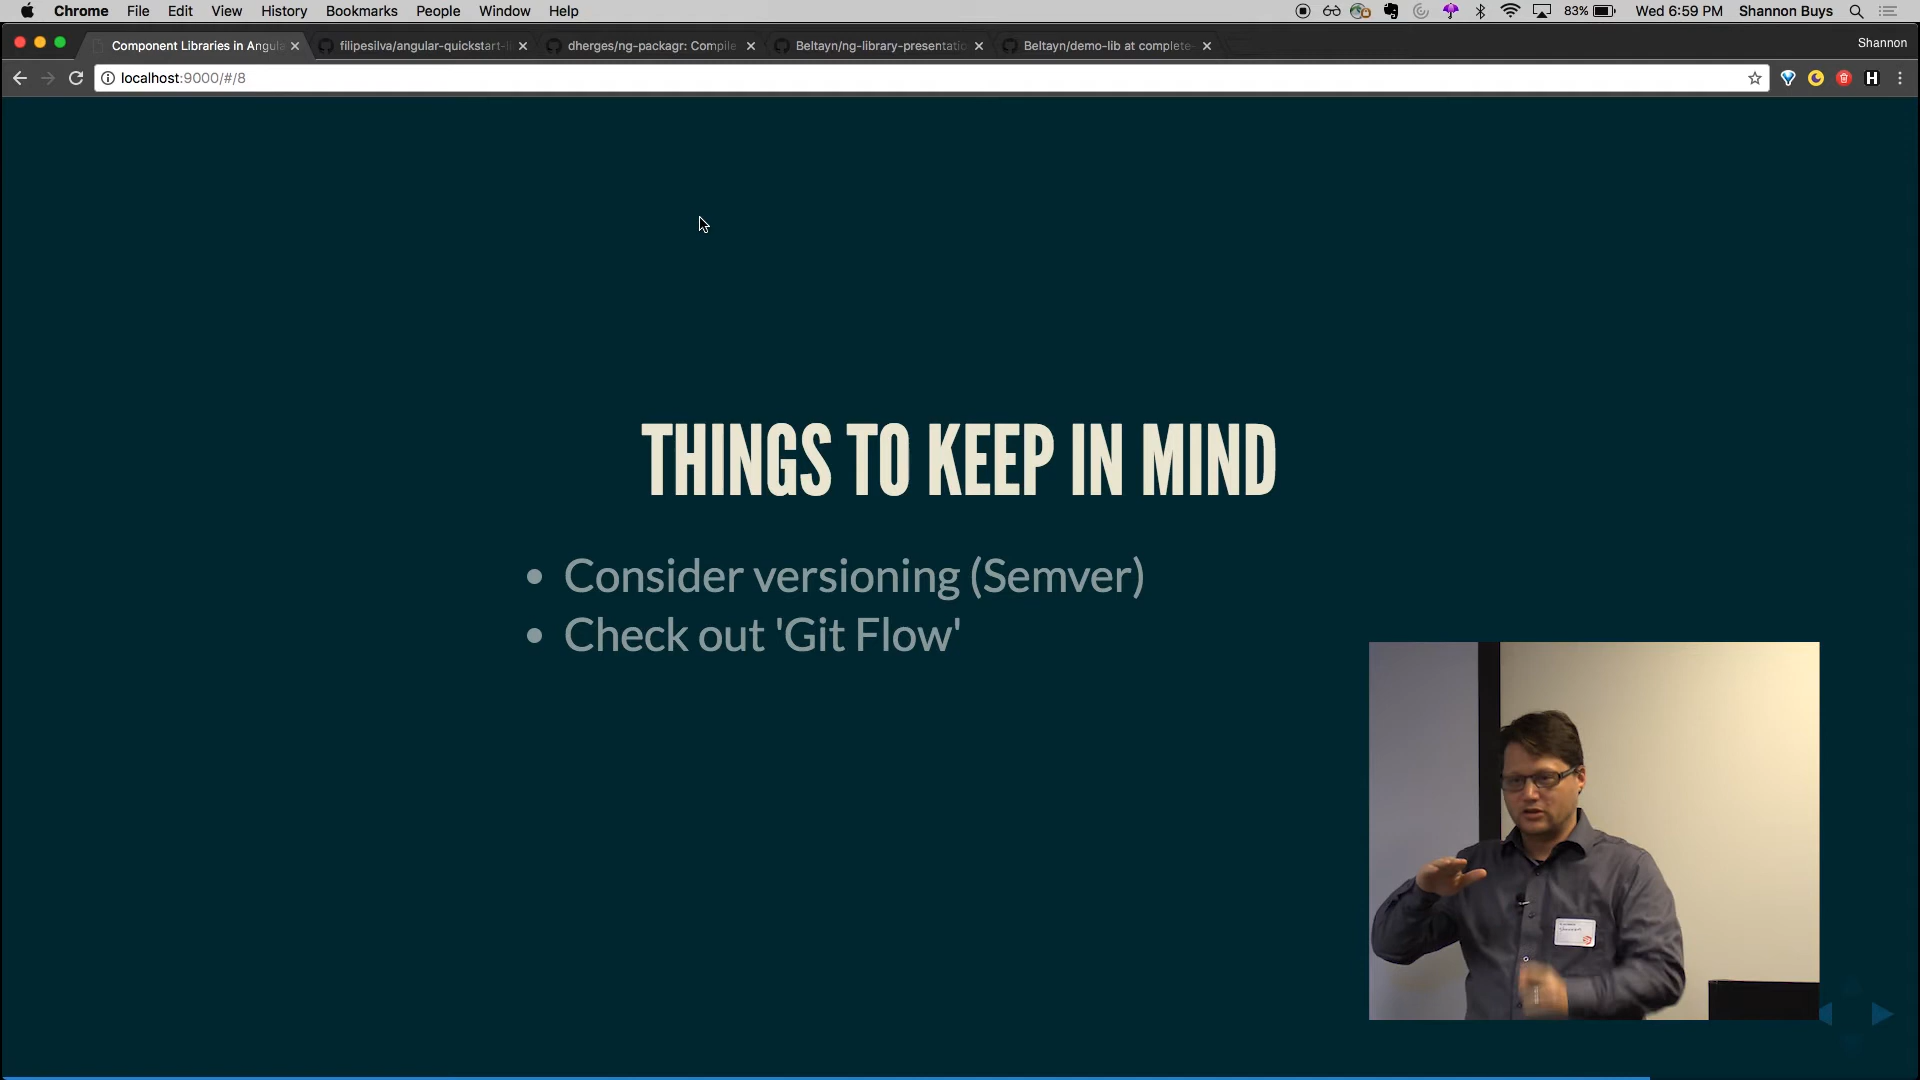 Chrome File Edit View History Bookmarks People Window Help 83% Wed 6:59 PM Shannon Buys
Component Libraries in Angula filipesilva/angular-quickstart-li dherges/ng-packagr: Compile Beltayn/ng-library-presentatio Beltayn/demo-lib at complete- Shannon
localhost:9000/#/8 H
THINGS TO KEEP IN MIND
• Consider versioning (Semver)
• Check out 'Git Flow'